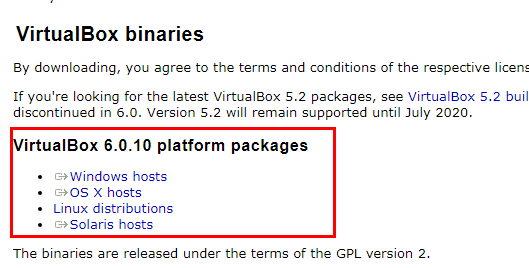 VirtualBox binaries
By downloading, you agree to the terms and conditions of the respective
If you're looking for the latest VirtualBox 5.2 packages, see VirtualBox 5.2
discontinued in 6.0. Version 5.2 will remain supported until July 2020.
VirtualBox 6.0.10 platform packages
Windows hosts
OS X hosts
Linux distributions
Solaris hosts
The binaries are released under the terms of the GPL version 2.